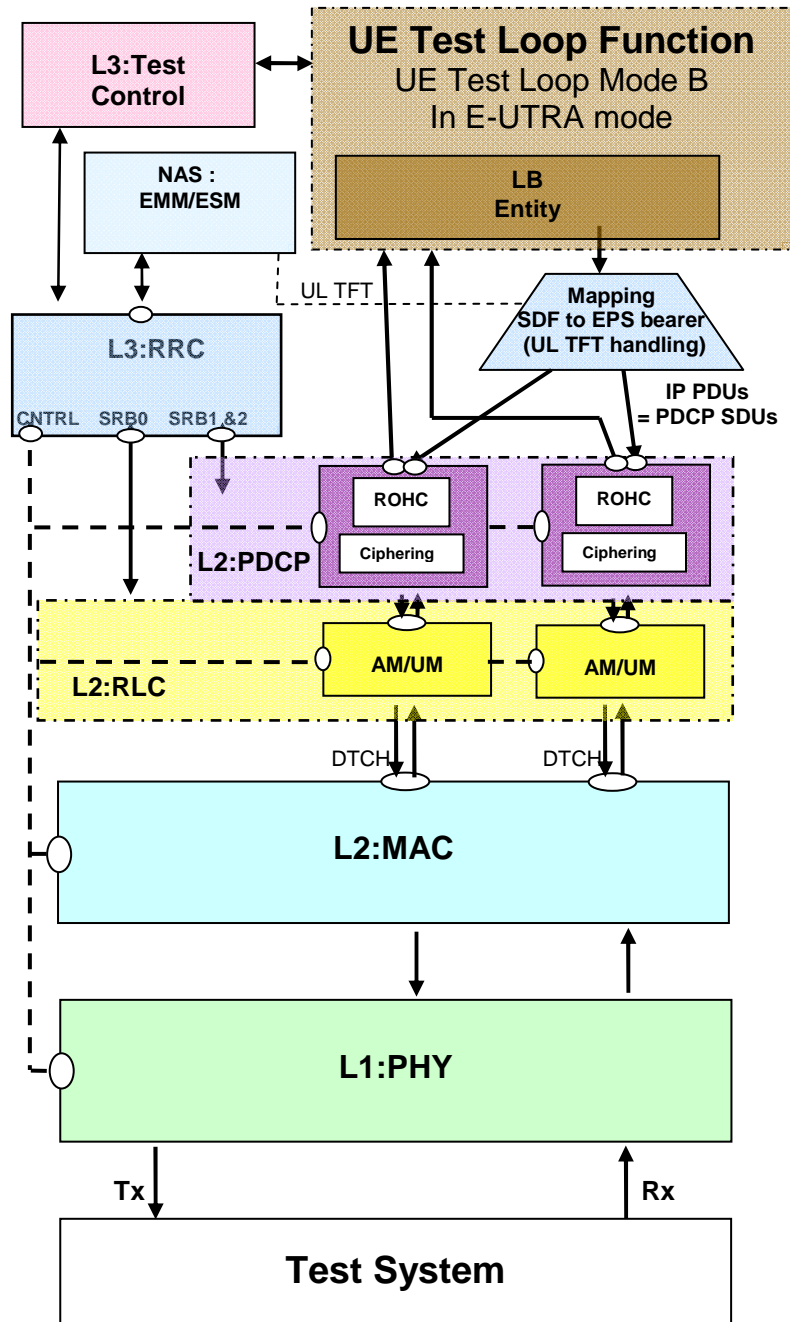 UE Test Loop Function
UE Test Loop Mode B
In E-UTRA mode
L3:Test
Control
NAS :
EMM/ESM
LB
Entity
UL TFT
Mapping
SDF to EPS bearer
(UL TFT handling)
L3:RRC
IP PDUs
= PDCP SDUs
CNTRL SRB0 SRB1,&2
ROHC
ROHC
Ciphering
Ciphering
L2:PDCP
AM/UM
AM/UM
L2:RLC
DTCH
DTCH
L2:MAC
L1:PHY
Tx
Rx
Test System